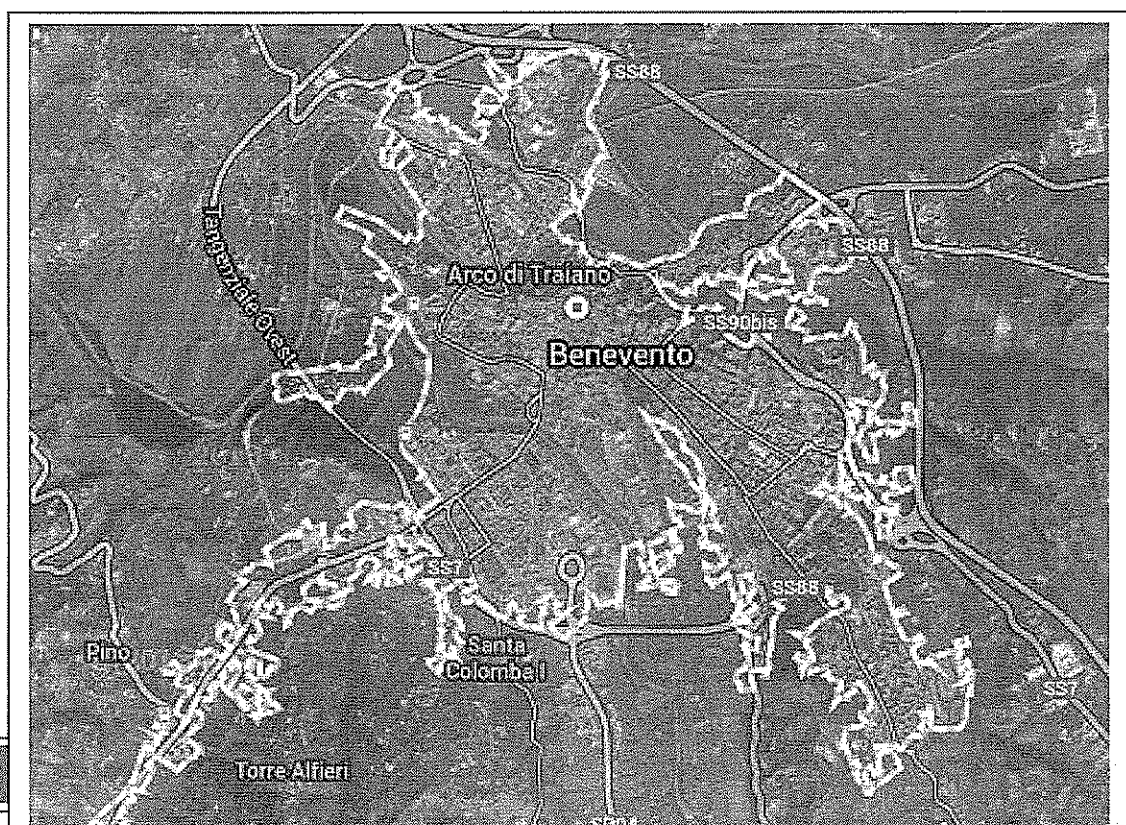 SS88
Tangenziale Ovest
SS88
Arco di Traiano
SS90bis
Benevento
SS7
SS88
Pino
Santa
Colomba I
SS7
Torre Alfieri